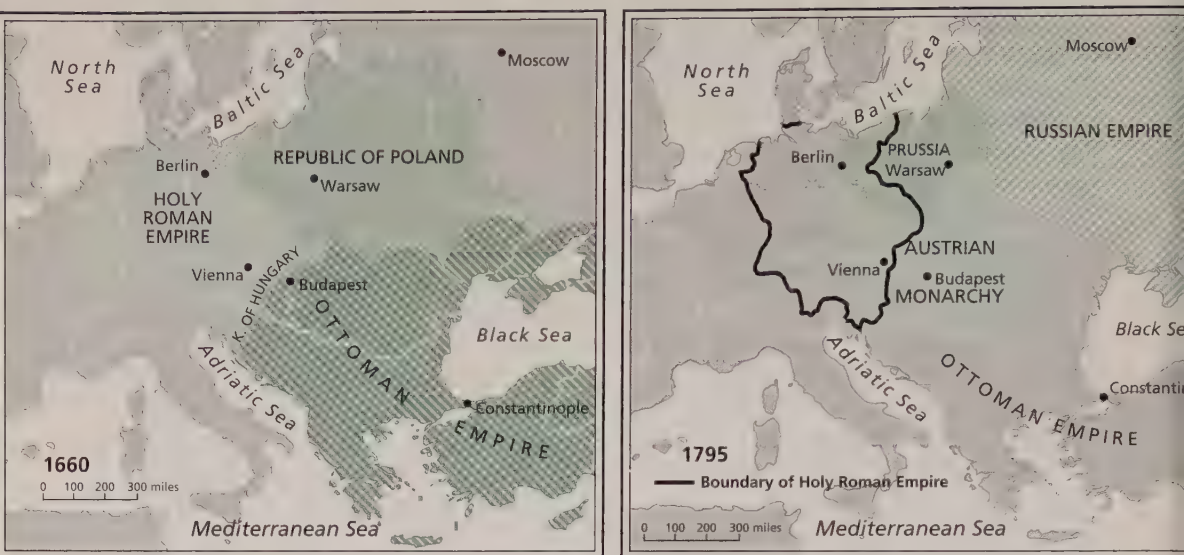 North
Sea
Baltic Sea
Moscow
REPUBLIC OF POLAND
Berlin
Warsaw
HOLY
ROMAN
EMPIRE
Vienna
K. OF HUNGARY
Budapest
OTTOMAN
EMPIRE
Black Sea
Adriatic Sea
Constantinople
1660
0 100 200 300 miles
Mediterranean Sea
North
Sea
Baltic Sea
Moscow
RUSSIAN EMPIRE
Berlin
PRUSSIA
Warsaw
AUSTRIAN
Vienna
Budapest
MONARCHY
Black Se
Adriatic Sea
OTTOMAN EMPIRE
Constantin
1795
Boundary of Holy Roman Empire
0 100 200 300 miles
Mediterranean Sea